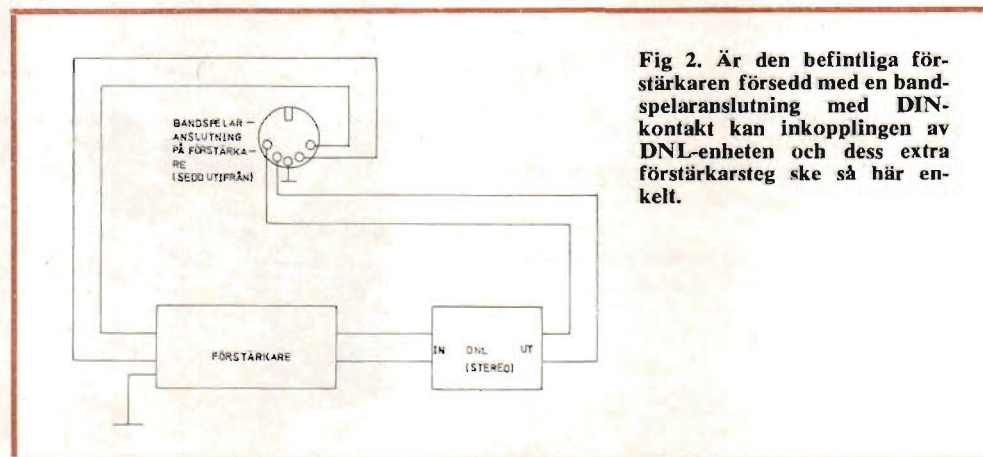 Fig 2. Är den befintliga för-
stärkaren försedd med en band-
spelaranslutning med DIN-
kontakt kan inkopplingen av
DNL-enheten och dess extra
förstärkarsteg ske så här en-
kelt.
BANDSPELAR-
ANSLUTNING
PÅ FÖRSTÄRKA-
RE
(SEDD UTIFRÅN)
FÖRSTÄRKARE
IN DNL UT
(STEREO)